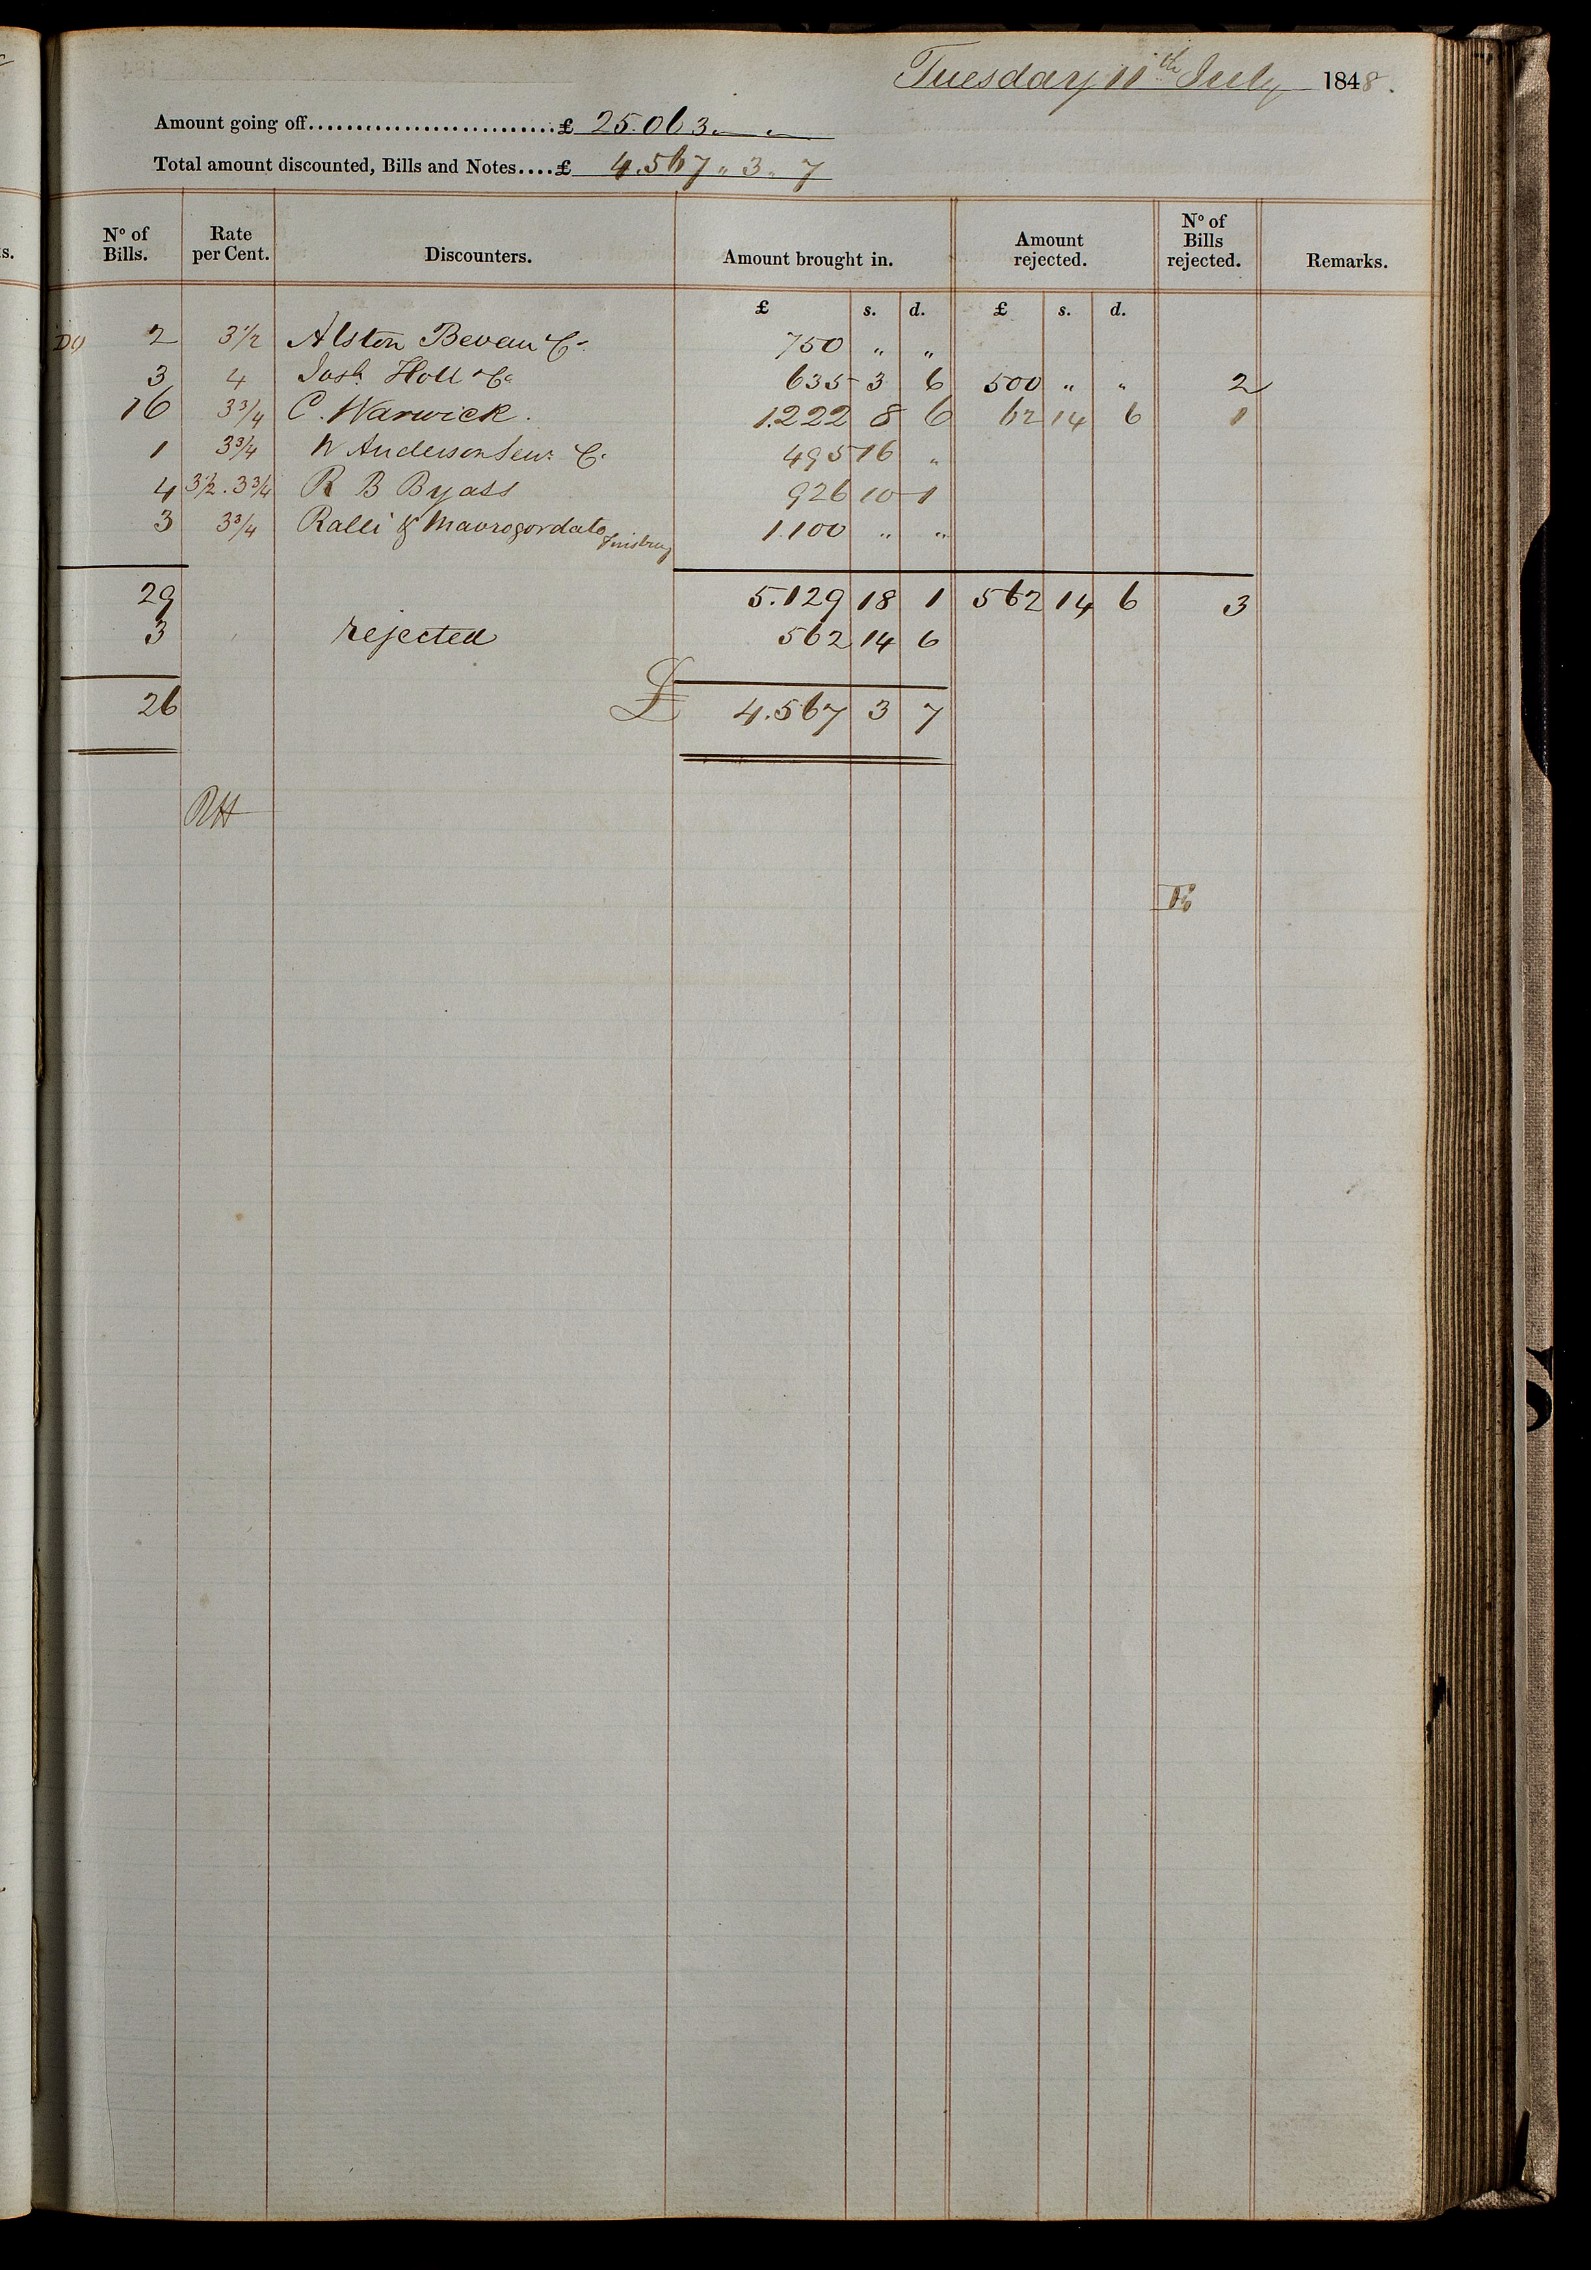 Tuesday 11th July 1848.
Amount going off...........................£ 25.063 " "
Total amount discounted, Bills and Notes....£ 4.567 " 3 " 7
s.
No of Bills. Rate per Cent. Discounters. Amount brought in. Amount rejected. No of Bills rejected. Remarks.
£ s. d. £ s. d.
2 3½ Alston Bevan & Co. 750 " "
3 4 Josh. Holl & Co 635 3 6 500 " " 2
16 3¾ C. Warwick. 1.222 8 6 62 14 6 1
1 3¾ W Anderson Senr & Co. 495 16 "
4 3½ . 3¾ R B Byass 926 10 1
3 3¾ Ralli & Mavrogordato Finsbury 1.100 " "
29 5.129 18 1 562 14 6 3
3 rejected 562 14 6
26 £ 4.567 3 7
RH